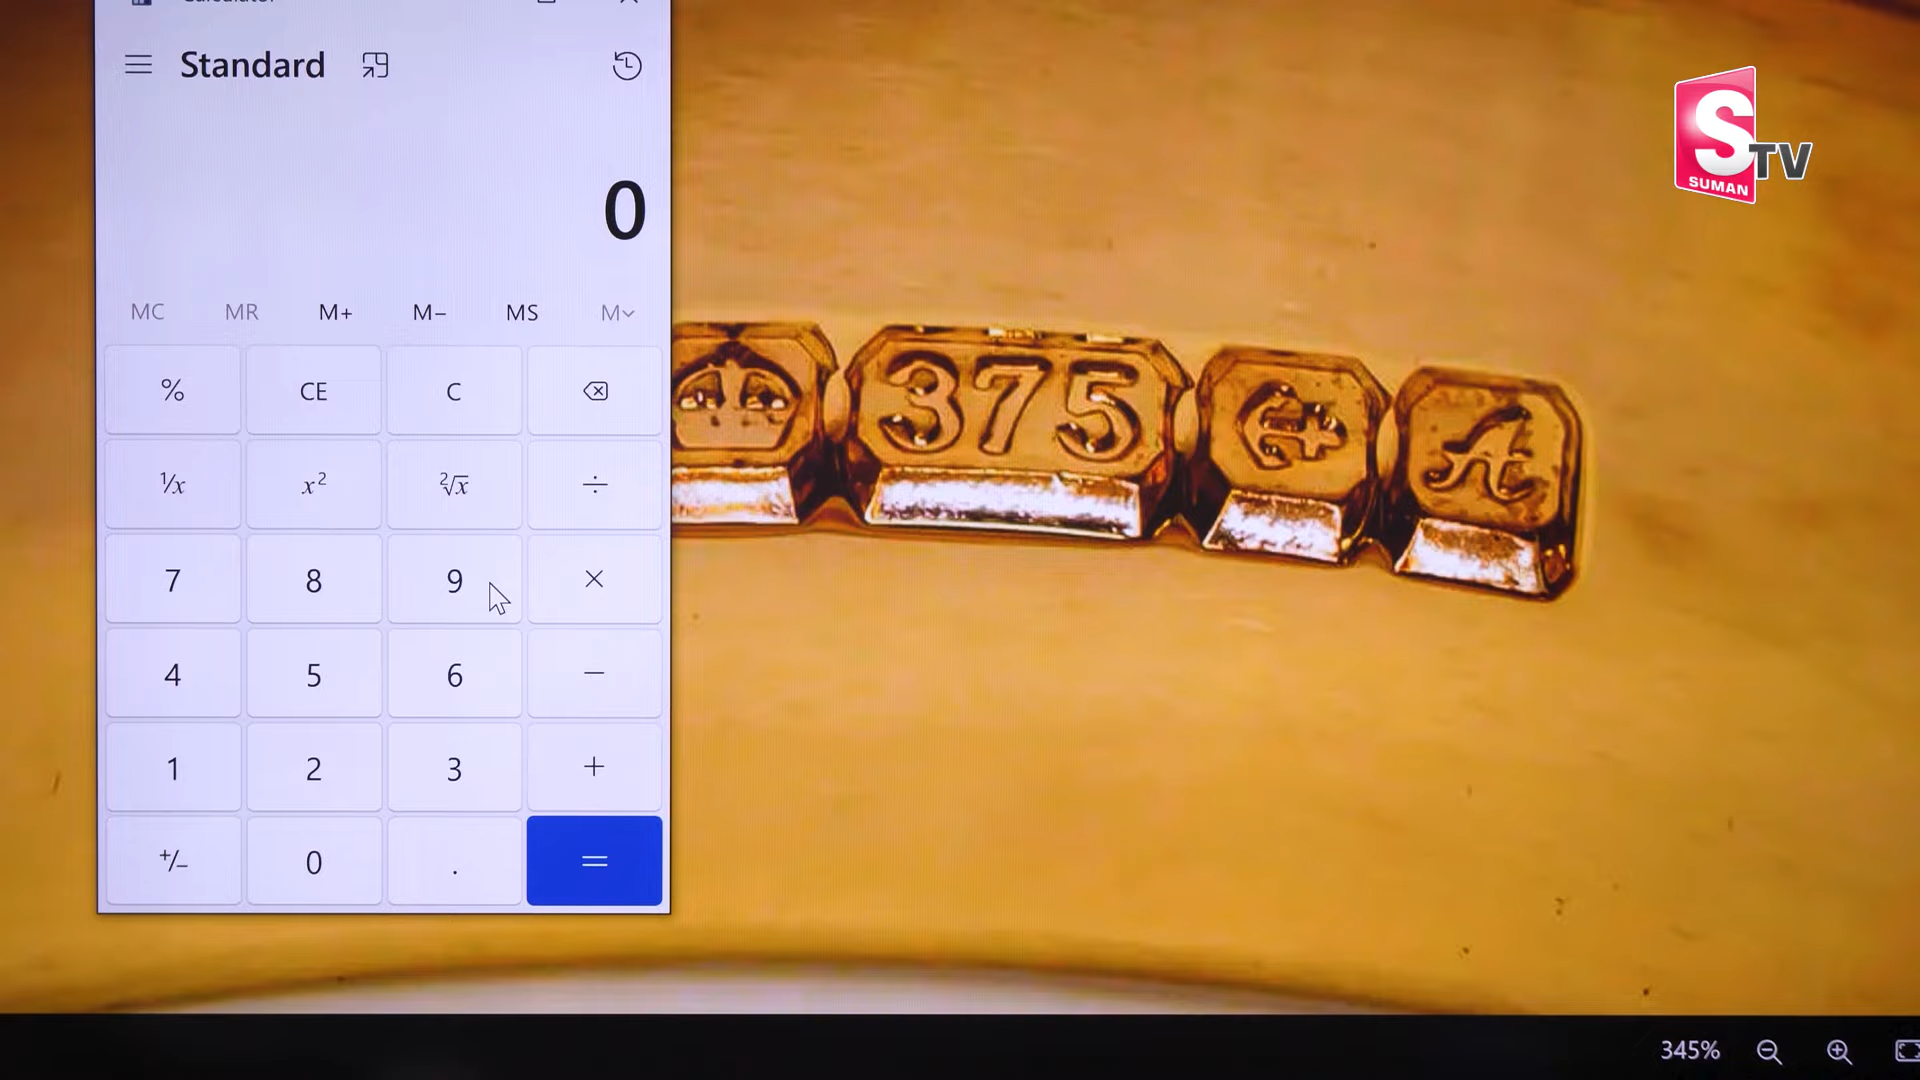 Standard
S
TV
SUMAN
0
MC MR M+ M− MS M
% CE C
¹/x x² ²√x ÷
7 8 9 ×
4 5 6 −
1 2 3 +
+/− 0 . =
375
A
345%